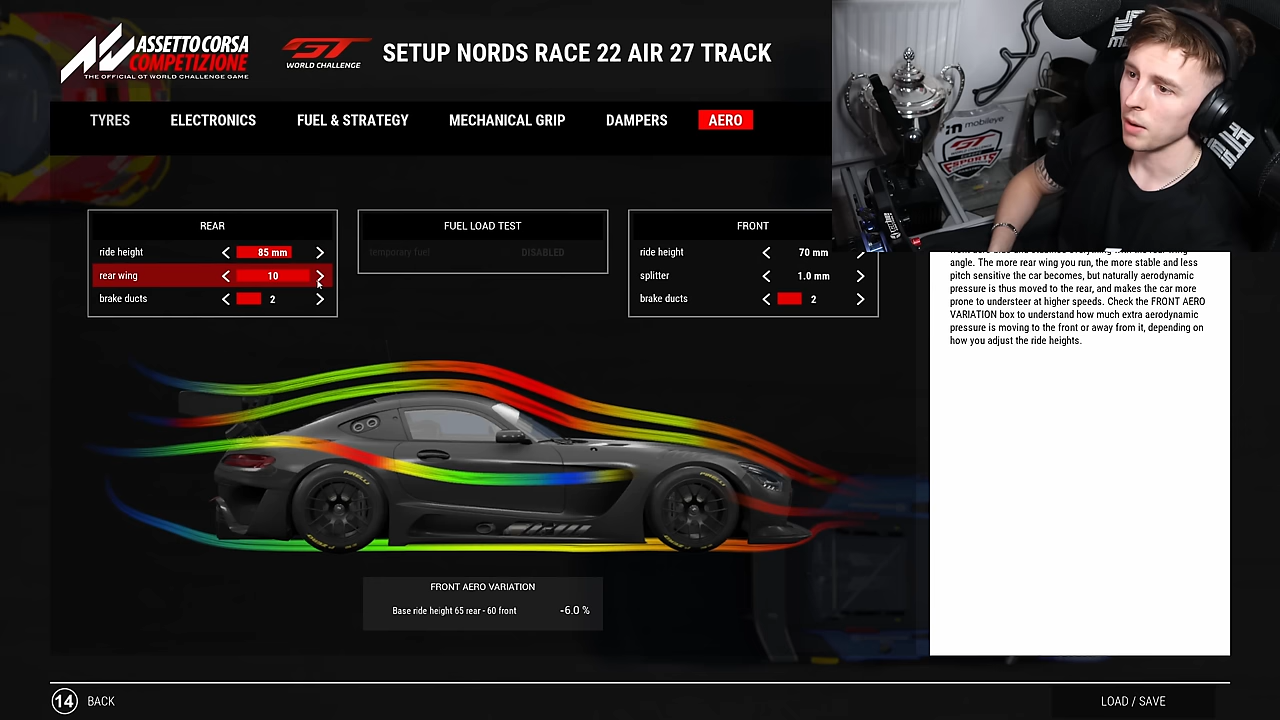 ASSETTO CORSA
COMPETIZIONE
THE OFFICIAL GT WORLD CHALLENGE GAME
GT
WORLD CHALLENGE
SETUP NORDS RACE 22 AIR 27 TRACK
TYRES ELECTRONICS FUEL & STRATEGY MECHANICAL GRIP DAMPERS AERO
REAR
ride height 85 mm
rear wing 10
brake ducts 2
FUEL LOAD TEST
temporary fuel DISABLED
FRONT
ride height 70 mm
splitter 1.0 mm
brake ducts 2
angle. The more rear wing you run, the more stable and less
pitch sensitive the car becomes, but naturally aerodynamic
pressure is thus moved to the rear, and makes the car more
prone to understeer at higher speeds. Check the FRONT AERO
VARIATION box to understand how much extra aerodynamic
pressure is moving to the front or away from it, depending on
how you adjust the ride heights.
mobileye
GT
ESPORTS
PIRELLI
FRONT AERO VARIATION
Base ride height 65 rear - 60 front -6.0 %
14 BACK
LOAD / SAVE